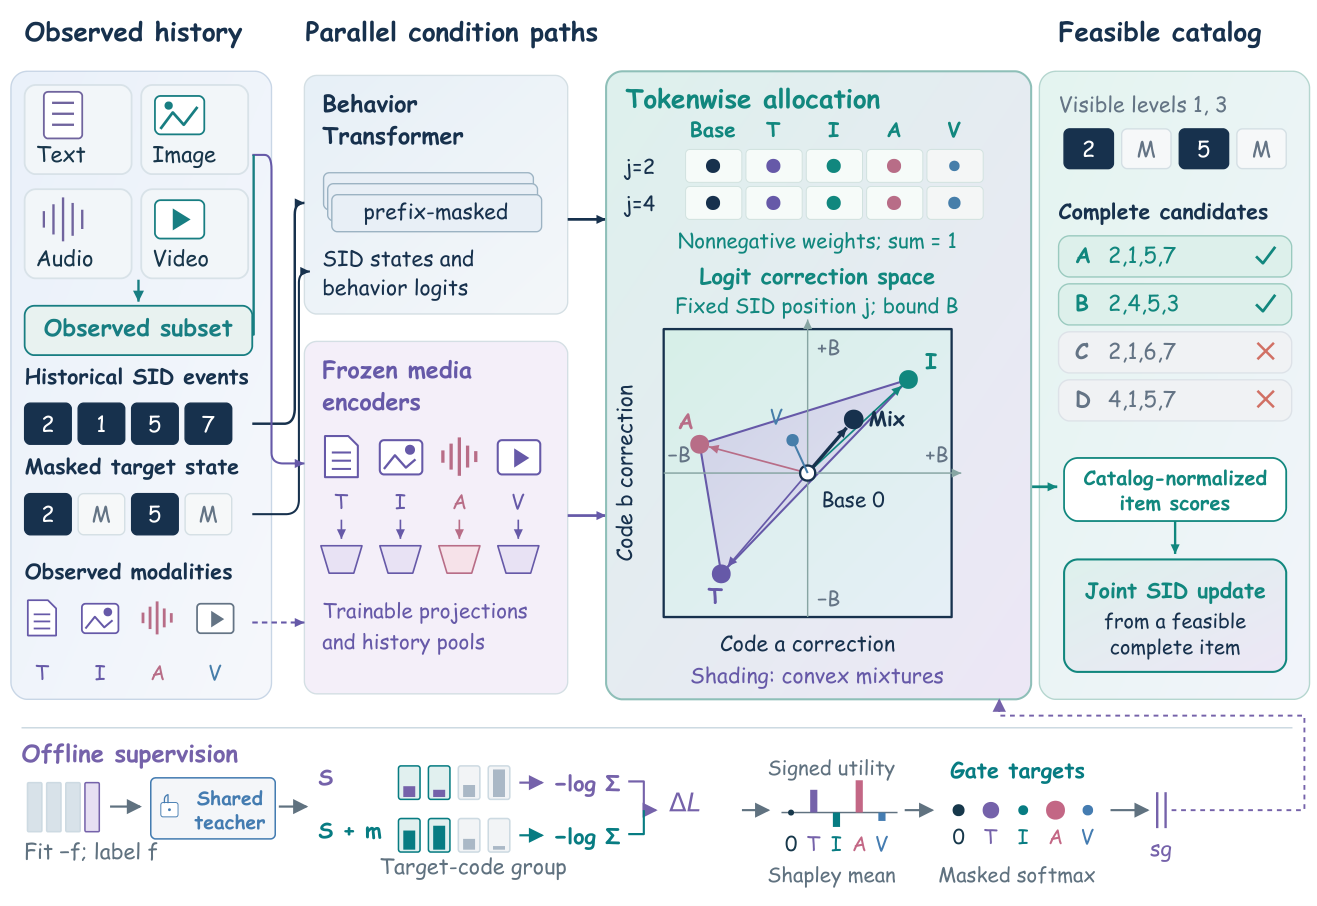 Observed history
Parallel condition paths
Feasible catalog
Text
Image
Audio
Video
Observed subset
Historical SID events
2 1 5 7
Masked target state
2 M 5 M
Observed modalities
T I A V
Behavior
Transformer
prefix-masked
SID states and
behavior logits
Frozen media
encoders
T I A V
Trainable projections
and history pools
Tokenwise allocation
Base T I A V
j=2
j=4
Nonnegative weights; sum = 1
Logit correction space
Fixed SID position j; bound B
+B
I
V
A
Mix
−B
+B
Base 0
Code b correction
T
−B
Code a correction
Shading: convex mixtures
Visible levels 1, 3
2 M 5 M
Complete candidates
A 2,1,5,7
B 2,4,5,3
C 2,1,6,7
D 4,1,5,7
Catalog-normalized
item scores
Joint SID update
from a feasible
complete item
Offline supervision
Shared
teacher
Fit −f; label f
S
−log Σ
S + m
−log Σ
Target-code group
ΔL
Signed utility
0 T I A V
Shapley mean
Gate targets
0 T I A V
Masked softmax
sg